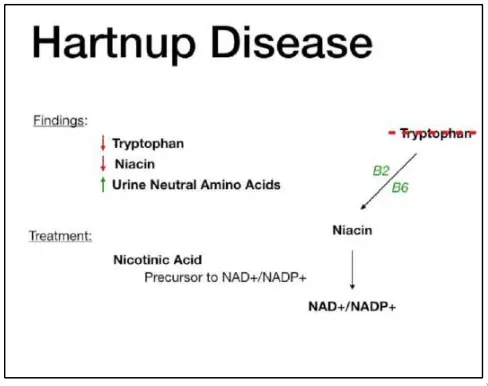 Hartnup Disease
Findings:
↓ Tryptophan
↓ Niacin
↑ Urine Neutral Amino Acids
Treatment:
Nicotinic Acid
Precursor to NAD+/NADP+
Tryptophan
B2
B6
Niacin
NAD+/NADP+